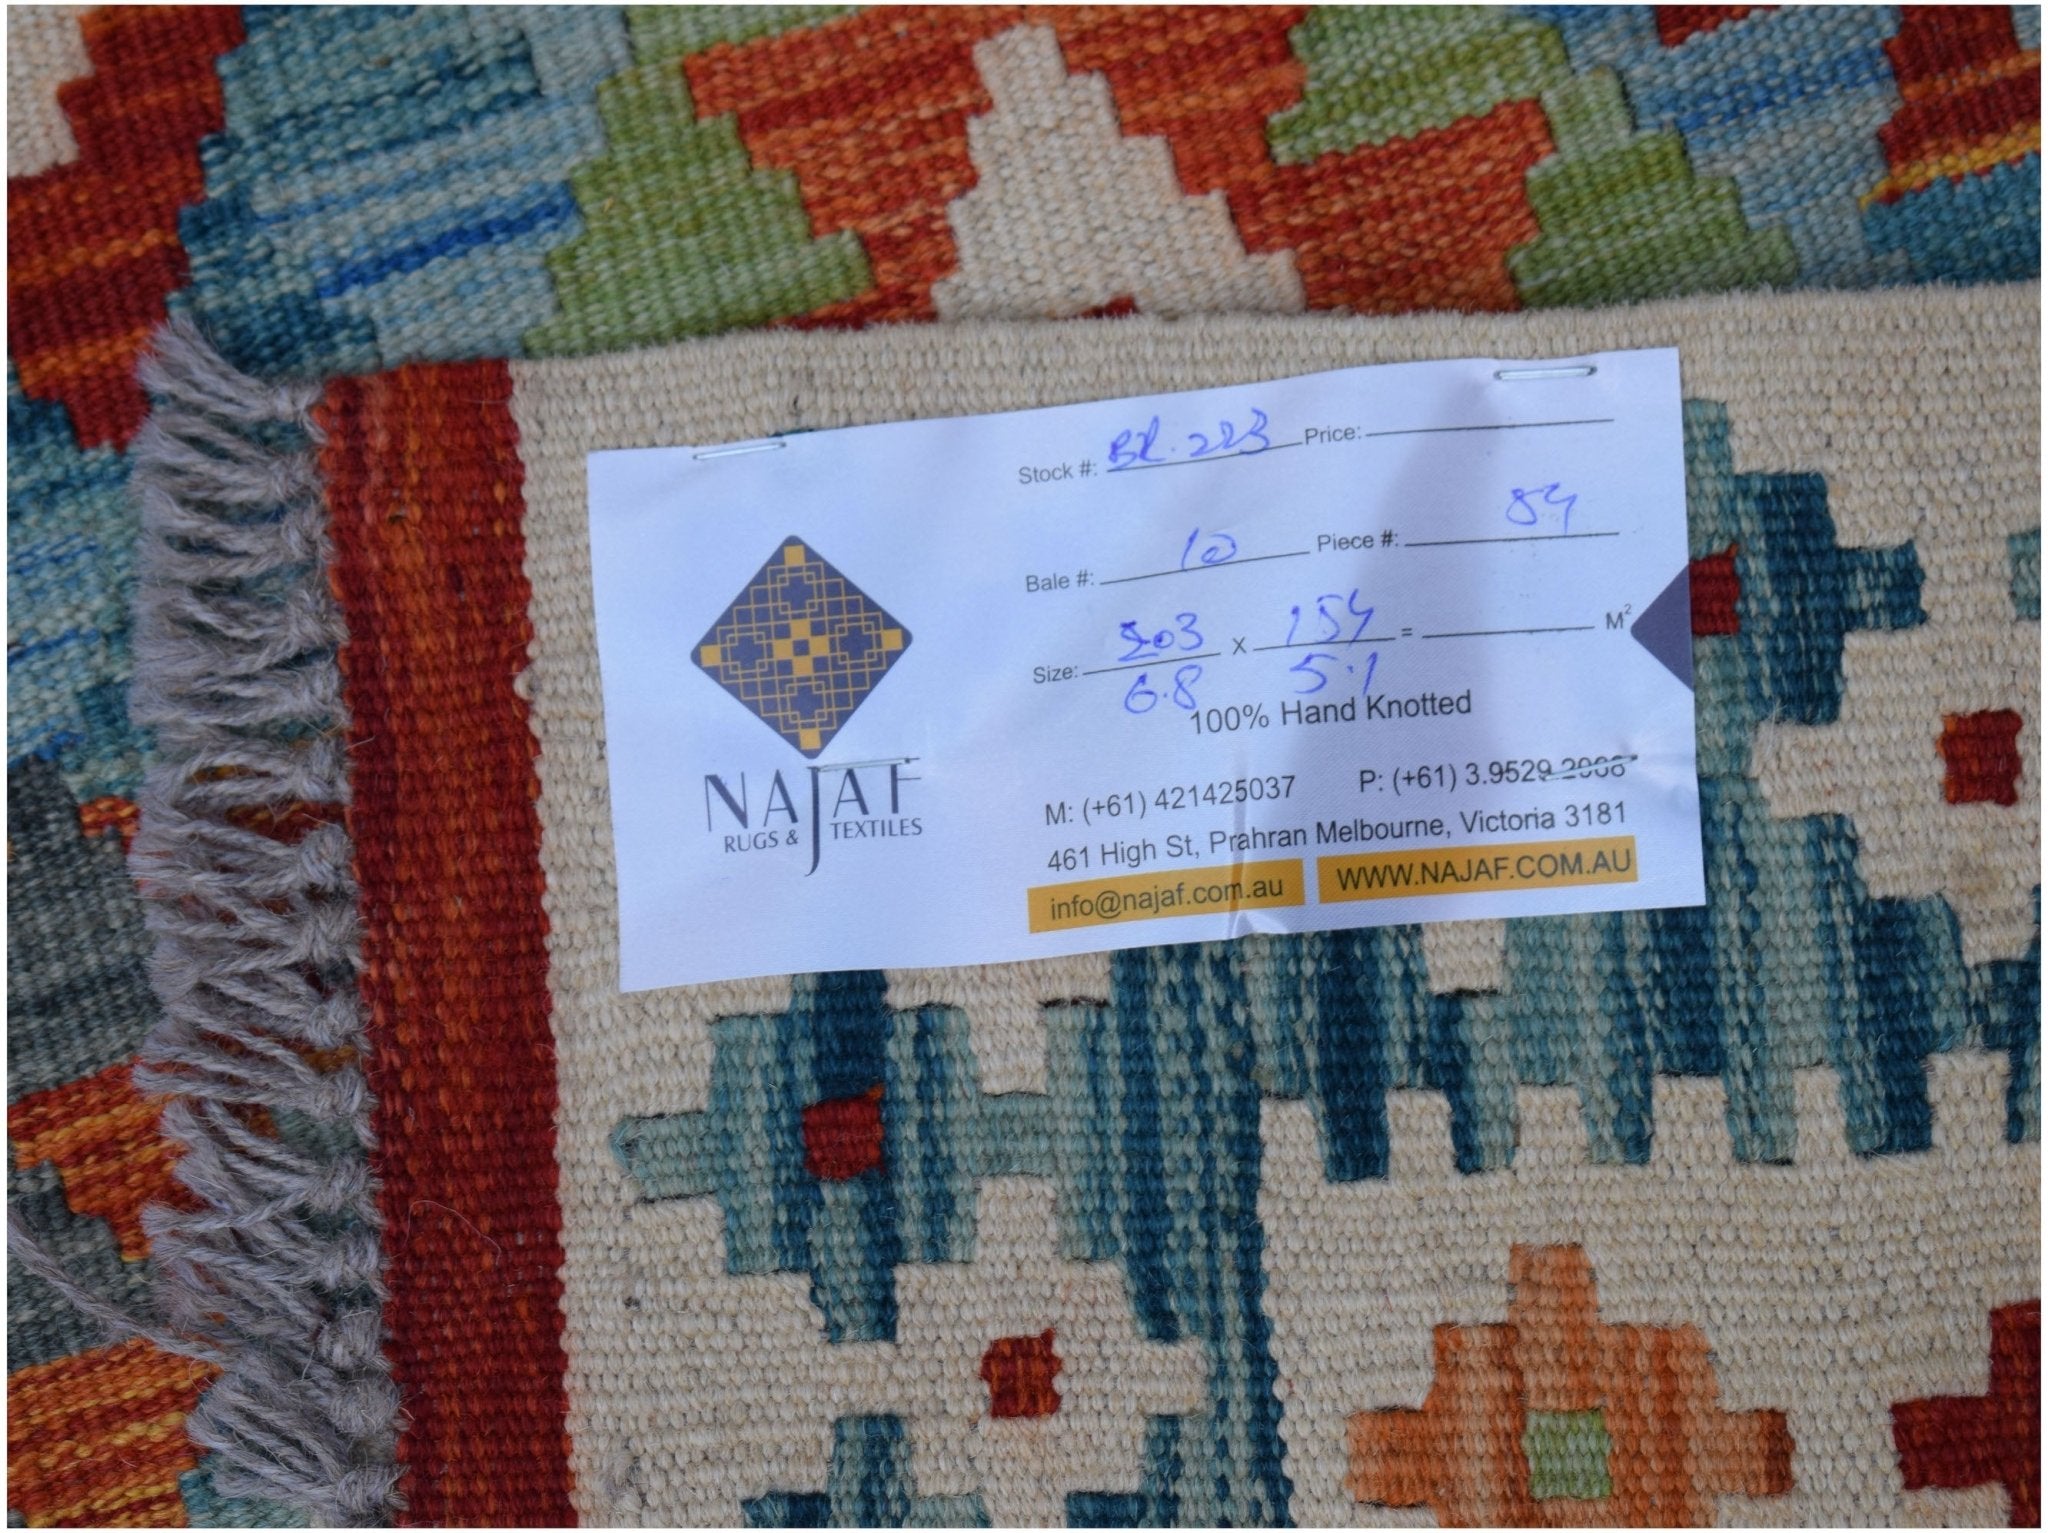 Stock #: BR. 223 Price:
Bale #: 10 Piece #: 54
Size: 203 x 154 = M²
6.8 5.1
100% Hand Knotted
NAJAF
RUGS & TEXTILES
M: (+61) 421425037 P: (+61) 3.9529 2068
461 High St, Prahran Melbourne, Victoria 3181
info@najaf.com.au WWW.NAJAF.COM.AU